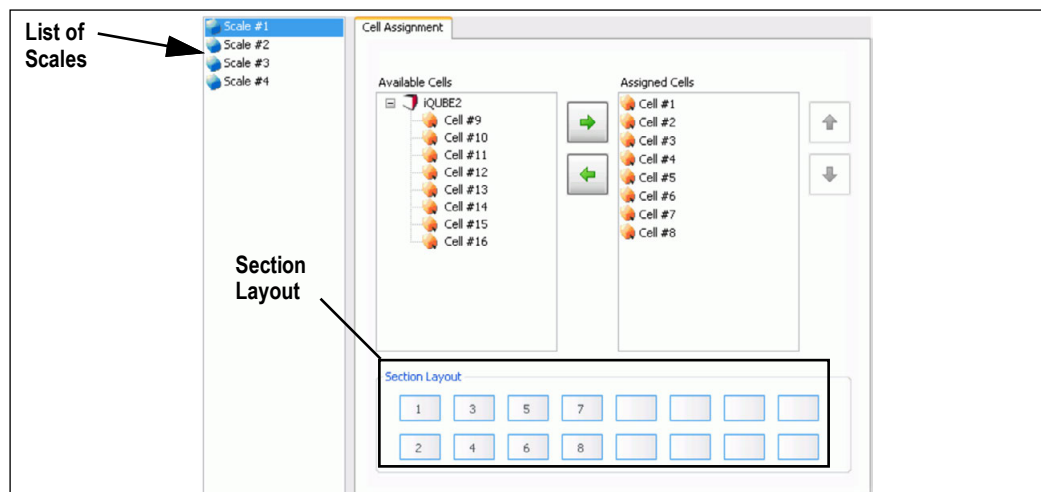 List of
Scales
Scale #1
Scale #2
Scale #3
Scale #4
Cell Assignment
Available Cells
iQUBE2
Cell #9
Cell #10
Cell #11
Cell #12
Cell #13
Cell #14
Cell #15
Cell #16
Assigned Cells
Cell #1
Cell #2
Cell #3
Cell #4
Cell #5
Cell #6
Cell #7
Cell #8
Section
Layout
Section Layout
1 3 5 7
2 4 6 8